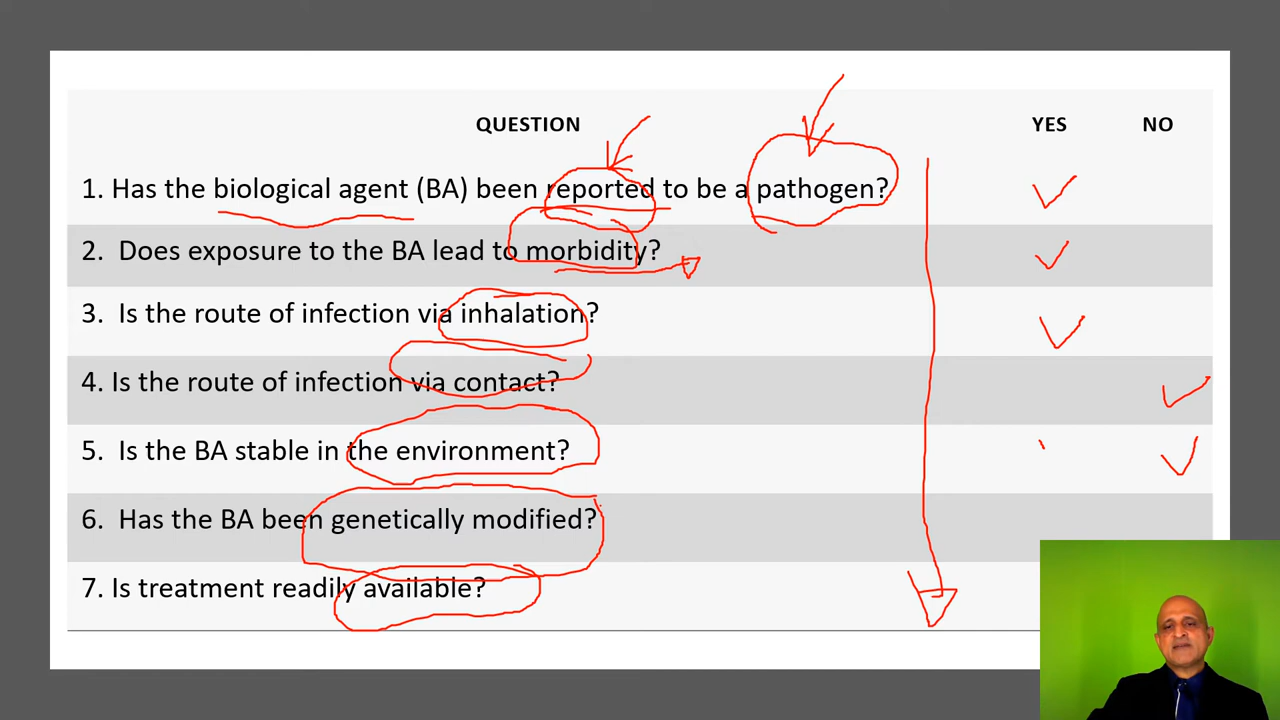 QUESTION YES NO
1. Has the biological agent (BA) been reported to be a pathogen?
2. Does exposure to the BA lead to morbidity?
3. Is the route of infection via inhalation?
4. Is the route of infection via contact?
5. Is the BA stable in the environment?
6. Has the BA been genetically modified?
7. Is treatment readily available?